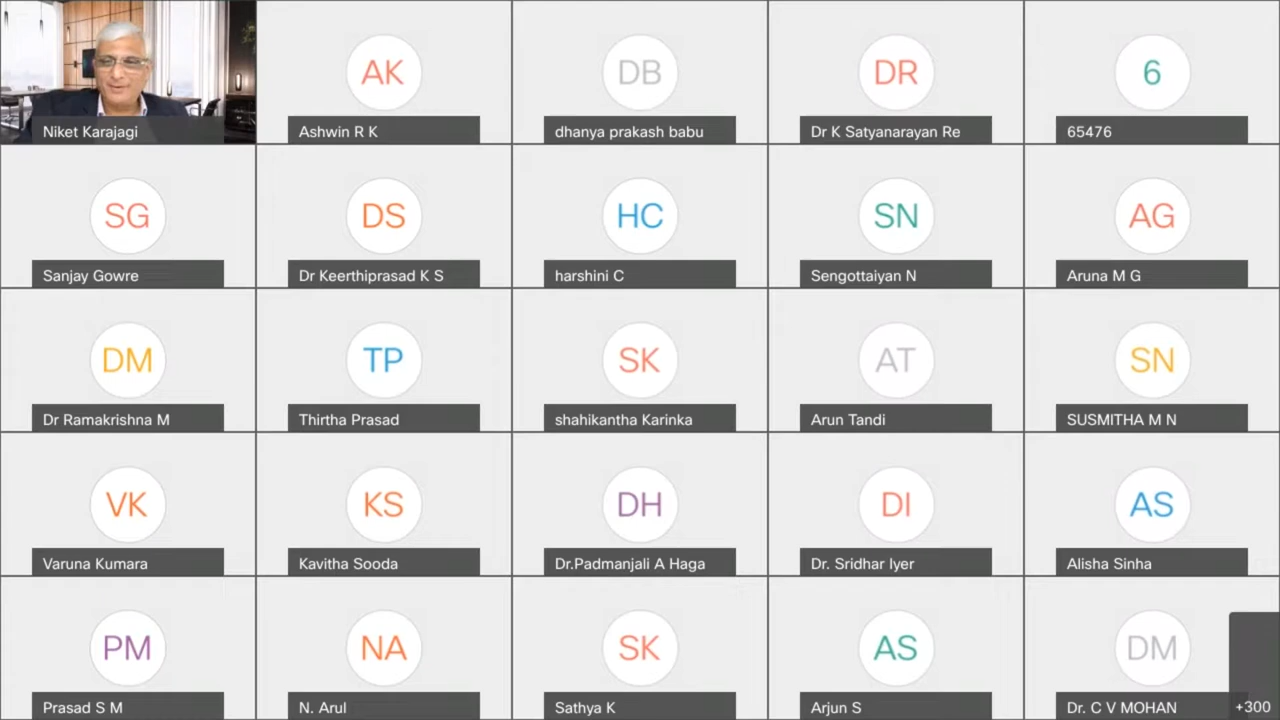 Niket Karajagi
AK
Ashwin R K
DB
dhanya prakash babu
DR
Dr K Satyanarayan Re
6
65476
SG
Sanjay Gowre
DS
Dr Keerthiprasad K S
HC
harshini C
SN
Sengottaiyan N
AG
Aruna M G
DM
Dr Ramakrishna M
TP
Thirtha Prasad
SK
shahikantha Karinka
AT
Arun Tandi
SN
SUSMITHA M N
VK
Varuna Kumara
KS
Kavitha Sooda
DH
Dr.Padmanjali A Haga
DI
Dr. Sridhar Iyer
AS
Alisha Sinha
PM
Prasad S M
NA
N. Arul
SK
Sathya K
AS
Arjun S
DM
Dr. C V MOHAN
+300